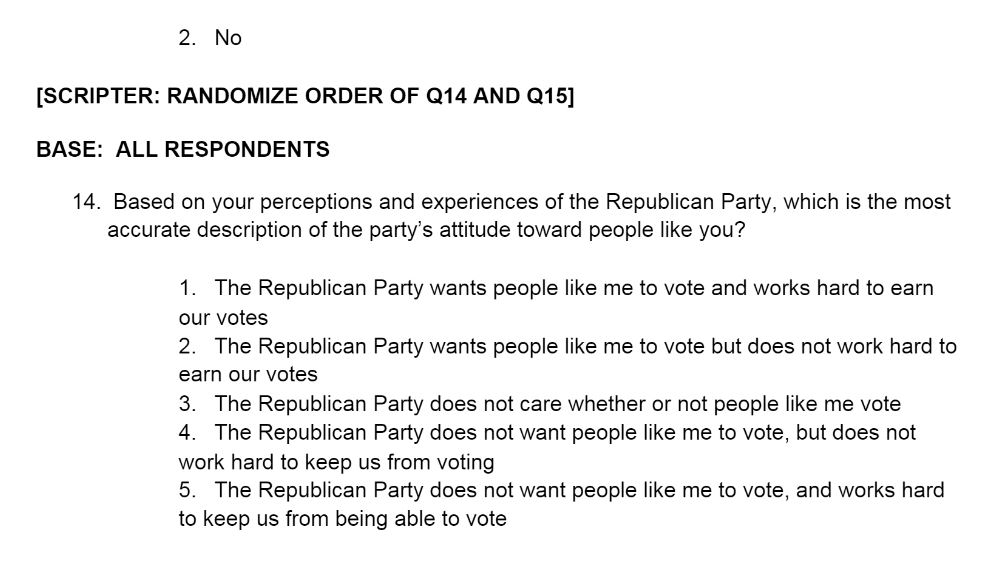 2. No
[SCRIPTER: RANDOMIZE ORDER OF Q14 AND Q15]
BASE: ALL RESPONDENTS
14. Based on your perceptions and experiences of the Republican Party, which is the most
accurate description of the party’s attitude toward people like you?
1. The Republican Party wants people like me to vote and works hard to earn
our votes
2. The Republican Party wants people like me to vote but does not work hard to
earn our votes
3. The Republican Party does not care whether or not people like me vote
4. The Republican Party does not want people like me to vote, but does not
work hard to keep us from voting
5. The Republican Party does not want people like me to vote, and works hard
to keep us from being able to vote